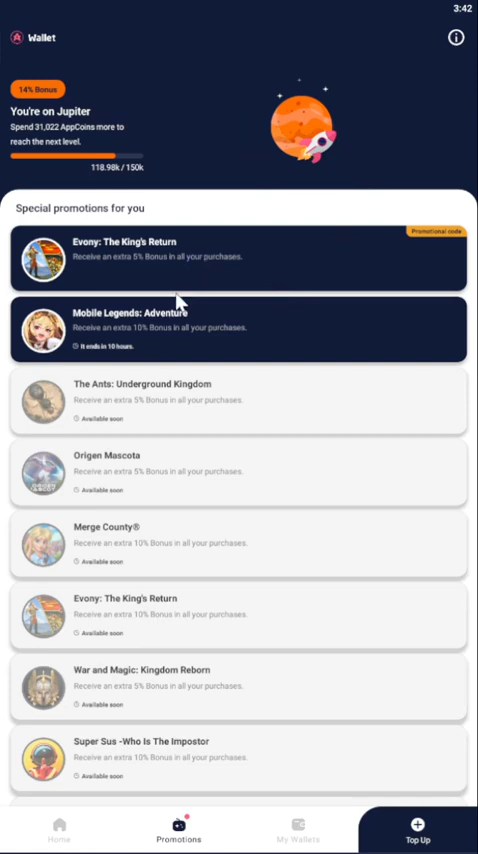 3:42
Wallet
14% Bonus
You're on Jupiter
Spend 31,022 AppCoins more to
reach the next level.
118.98k / 150k
Special promotions for you
Promotional code
Evony: The King's Return
Receive an extra 5% Bonus in all your purchases.
Mobile Legends: Adventure
Receive an extra 10% Bonus in all your purchases.
It ends in 10 hours.
The Ants: Underground Kingdom
Receive an extra 5% Bonus in all your purchases.
Available soon
Origen Mascota
Receive an extra 5% Bonus in all your purchases.
Available soon
Merge County®
Receive an extra 10% Bonus in all your purchases.
Available soon
Evony: The King's Return
Receive an extra 10% Bonus in all your purchases.
Available soon
War and Magic: Kingdom Reborn
Receive an extra 5% Bonus in all your purchases.
Available soon
Super Sus -Who Is The Impostor
Receive an extra 10% Bonus in all your purchases.
Available soon
Home
Promotions
My Wallets
Top Up